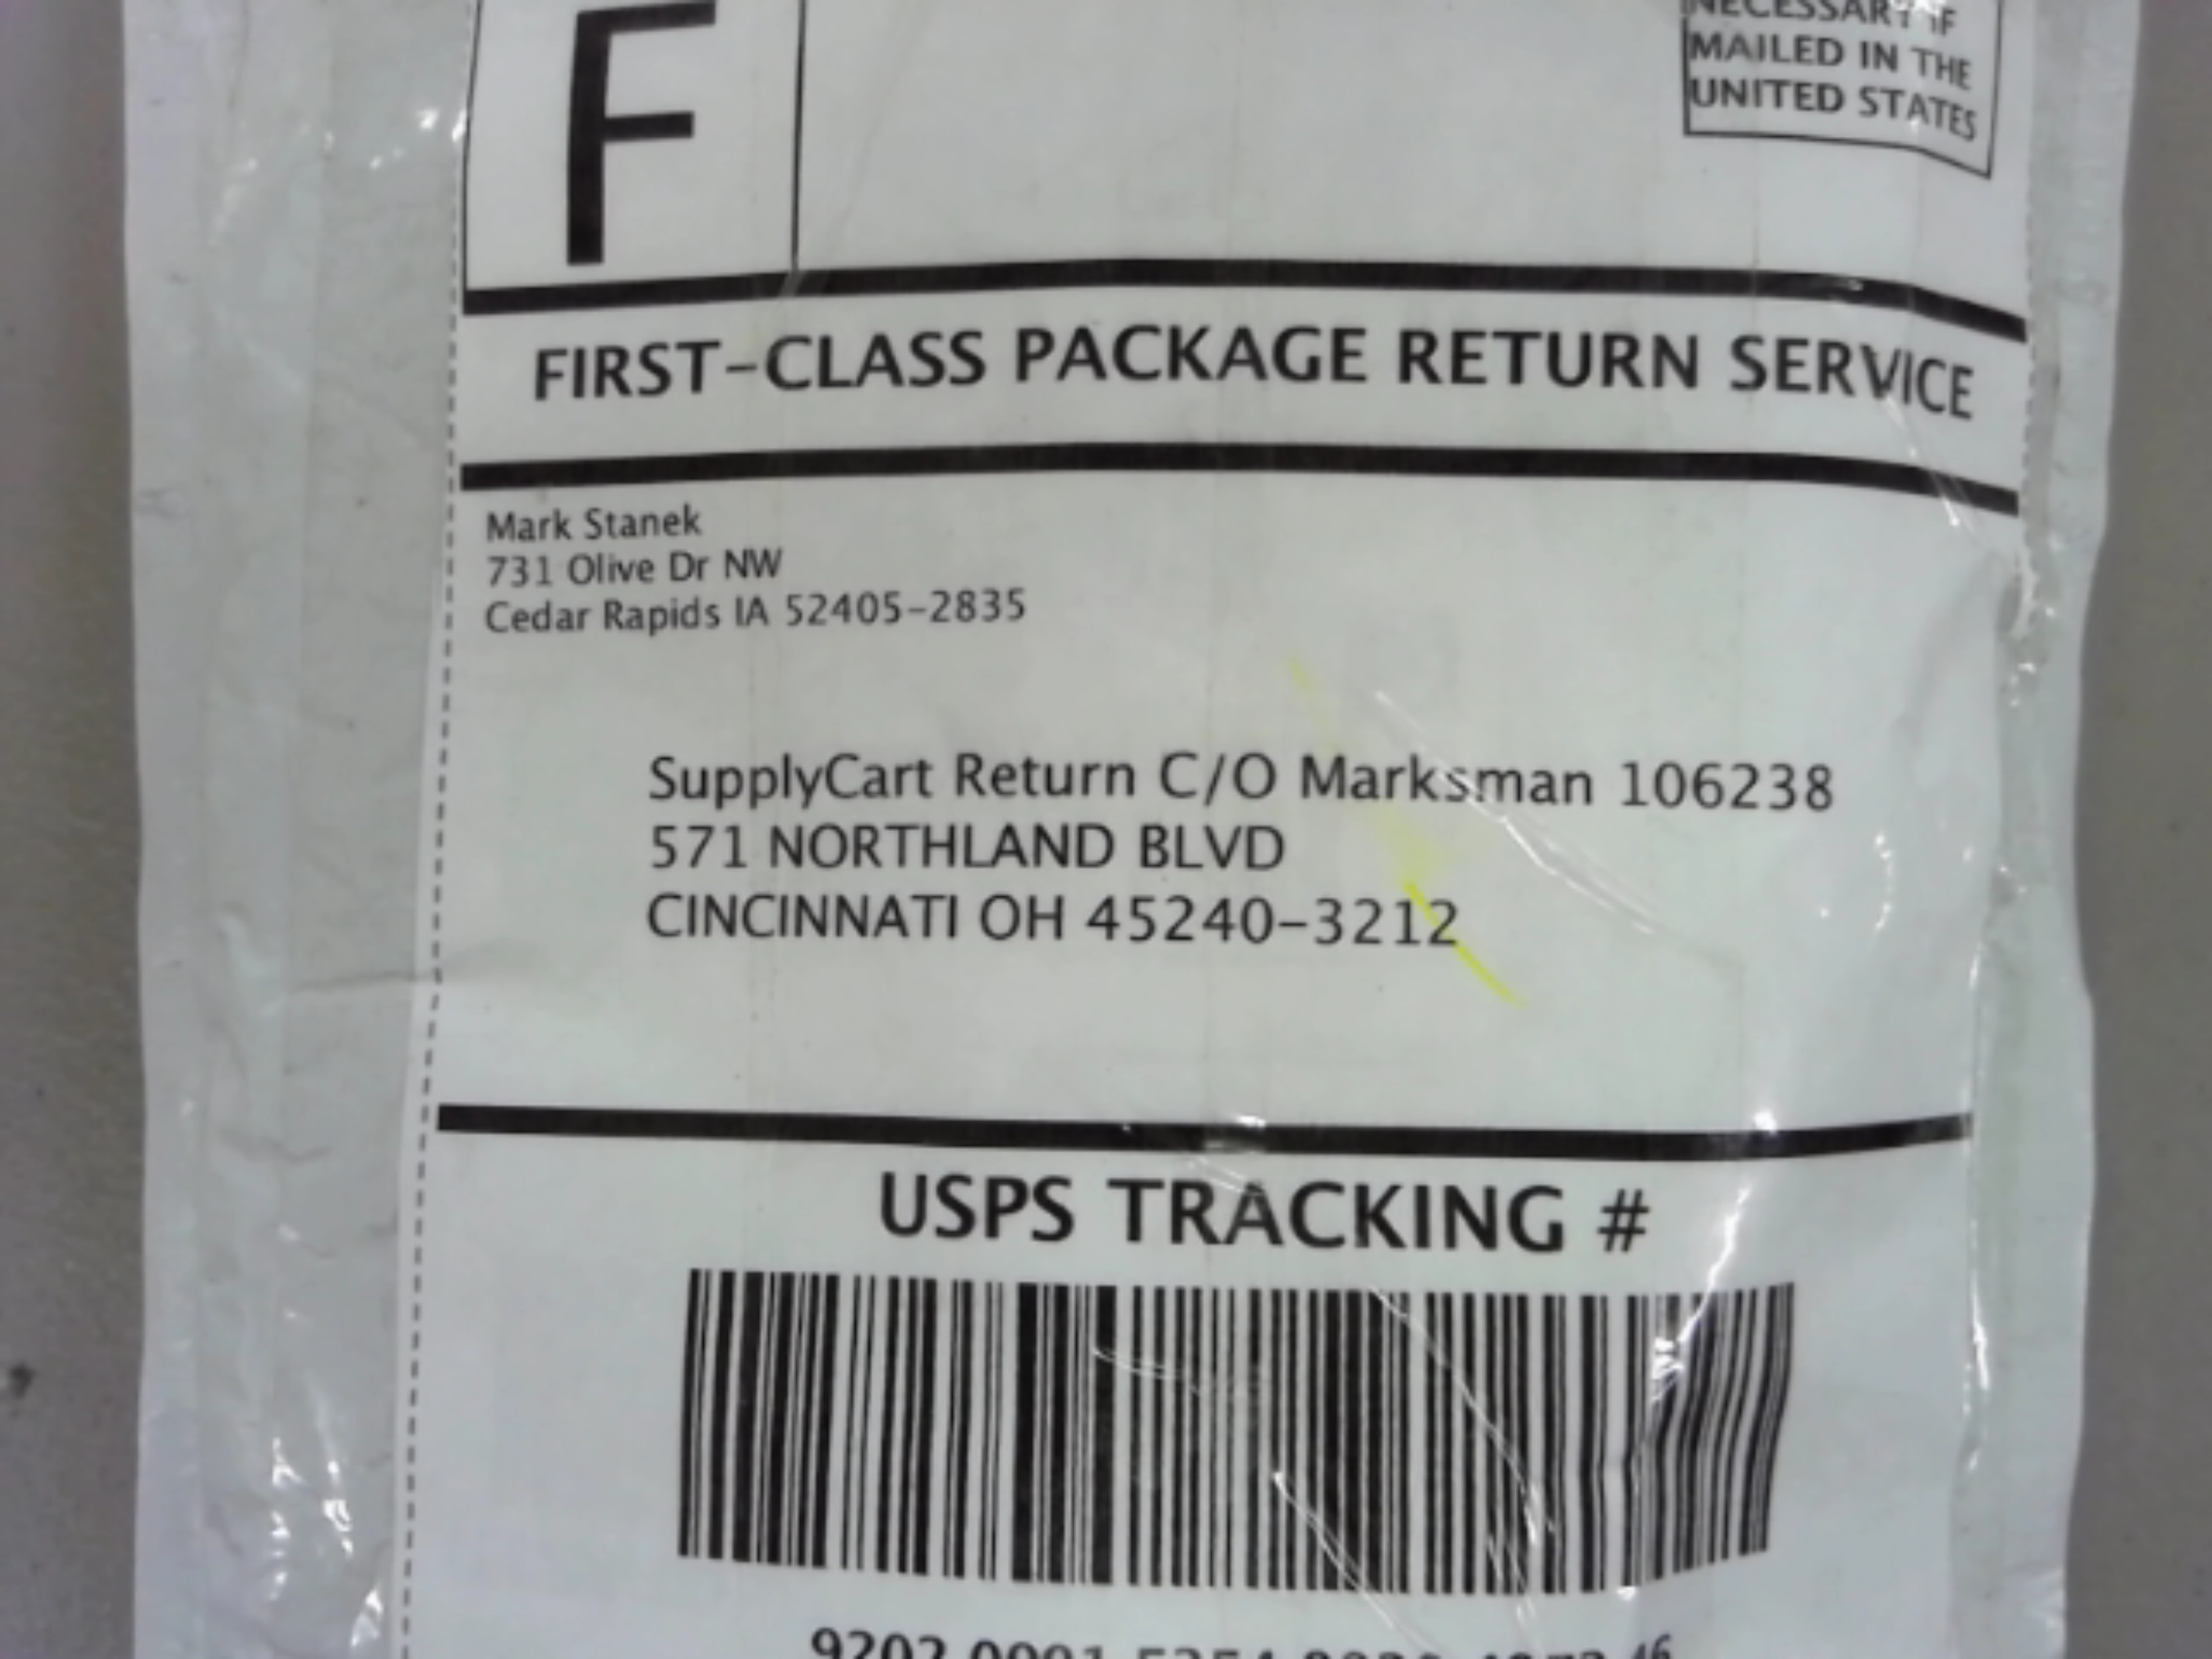 F
NECESSARY IF
MAILED IN THE
UNITED STATES
FIRST-CLASS PACKAGE RETURN SERVICE
Mark Stanek
731 Olive Dr NW
Cedar Rapids IA 52405-2835
SupplyCart Return C/O Marksman 106238
571 NORTHLAND BLVD
CINCINNATI OH 45240-3212
USPS TRACKING #
9202